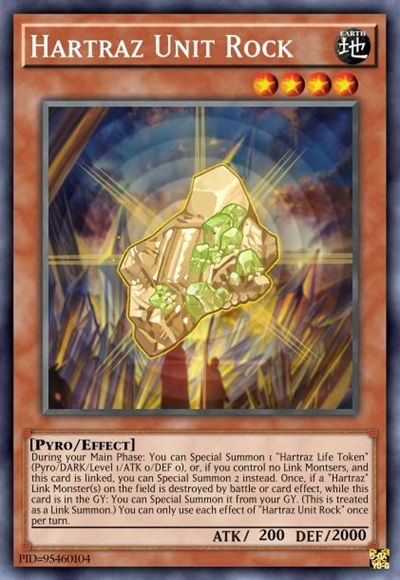 Hartraz Unit Rock
EARTH
地
[Pyro/Effect]
During your Main Phase: You can Special Summon 1 "Hartraz Life Token"
(Pyro/DARK/Level 1/ATK 0/DEF 0), or, if you control no Link Montsers, and
this card is linked, you can Special Summon 2 instead. Once, if a "Hartraz"
Link Monster(s) on the field is destroyed by battle or card effect, while this
card is in the GY: You can Special Summon it from your GY. (This is treated
as a Link Summon.) You can only use each effect of "Hartraz Unit Rock" once
per turn.
ATK/ 200 DEF/2000
PID=95460104